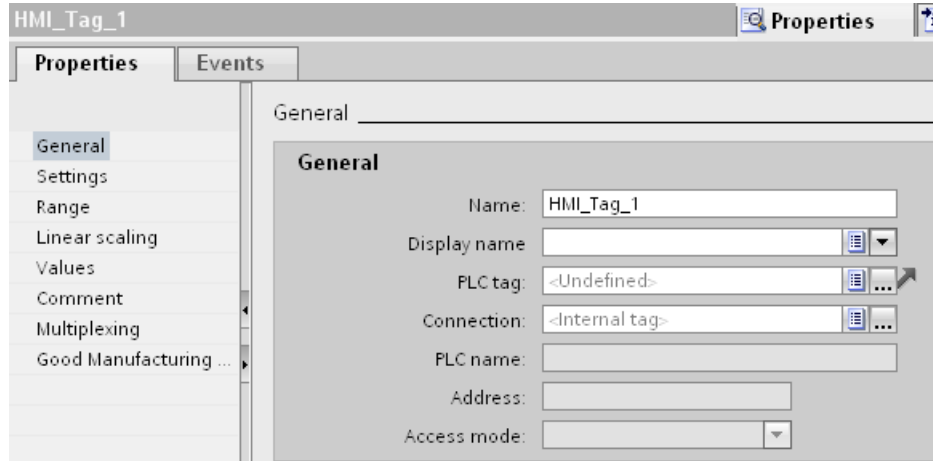 HMI_Tag_1
Properties
Properties
Events
General
Settings
Range
Linear scaling
Values
Comment
Multiplexing
Good Manufacturing ...
General
General
Name: HMI_Tag_1
Display name
PLC tag: <Undefined> ...
Connection: <Internal tag> ...
PLC name:
Address:
Access mode: